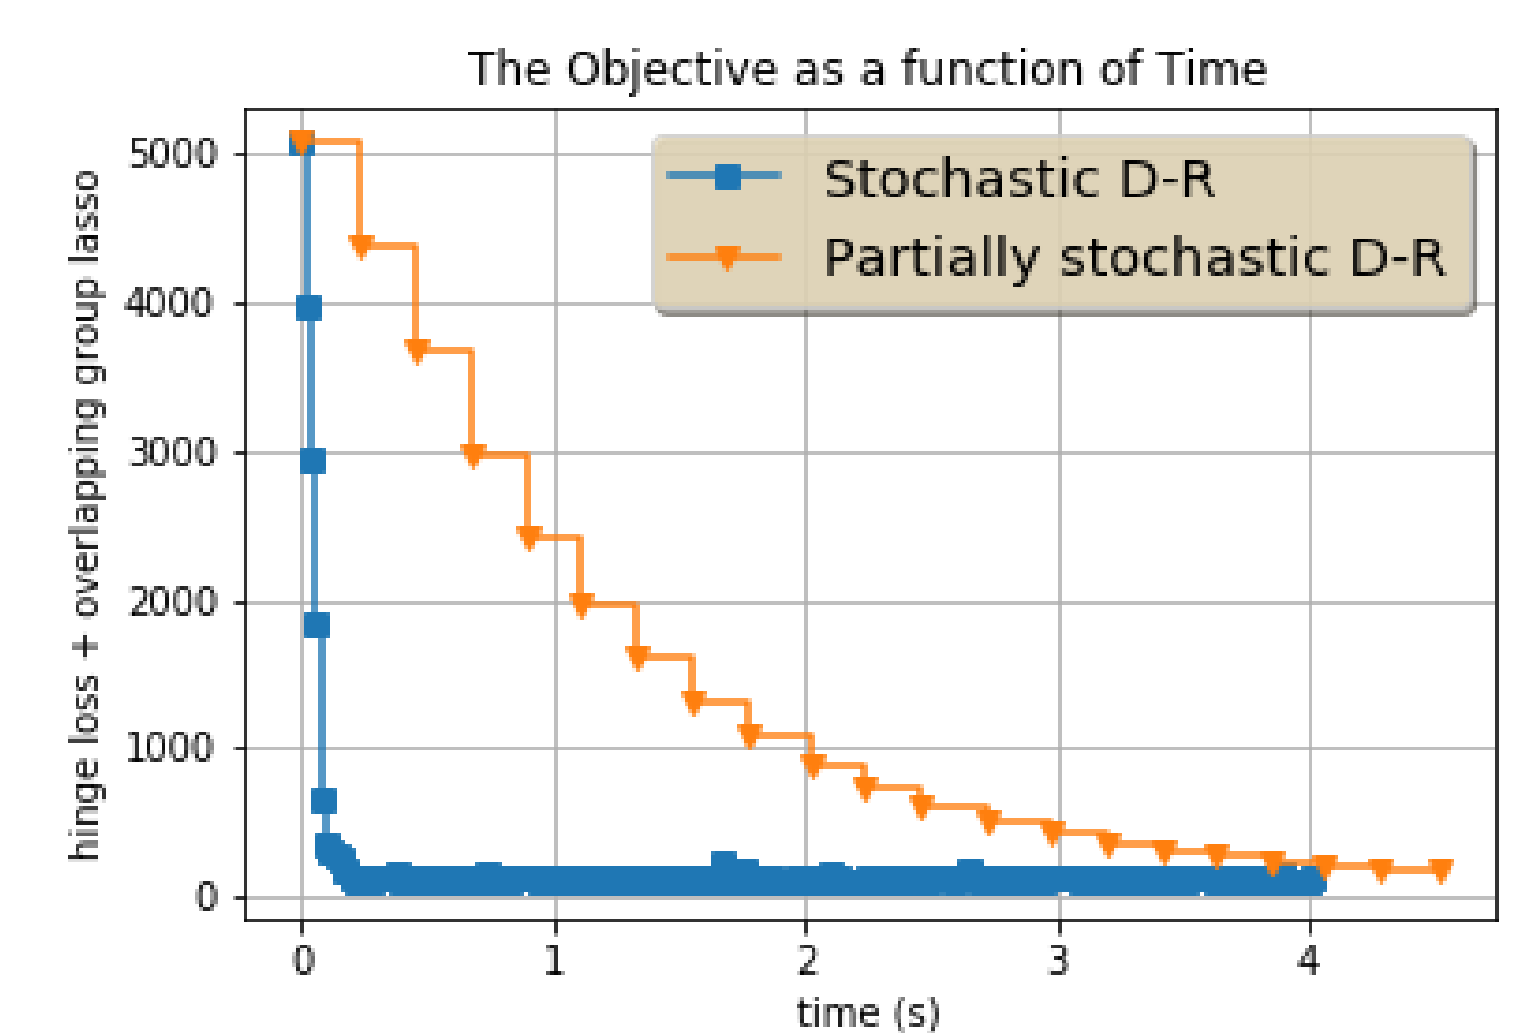 The Objective as a function of Time
hinge loss + overlapping group lasso
5000
4000
3000
2000
1000
0
Stochastic D-R
Partially stochastic D-R
0 1 2 3 4
time (s)